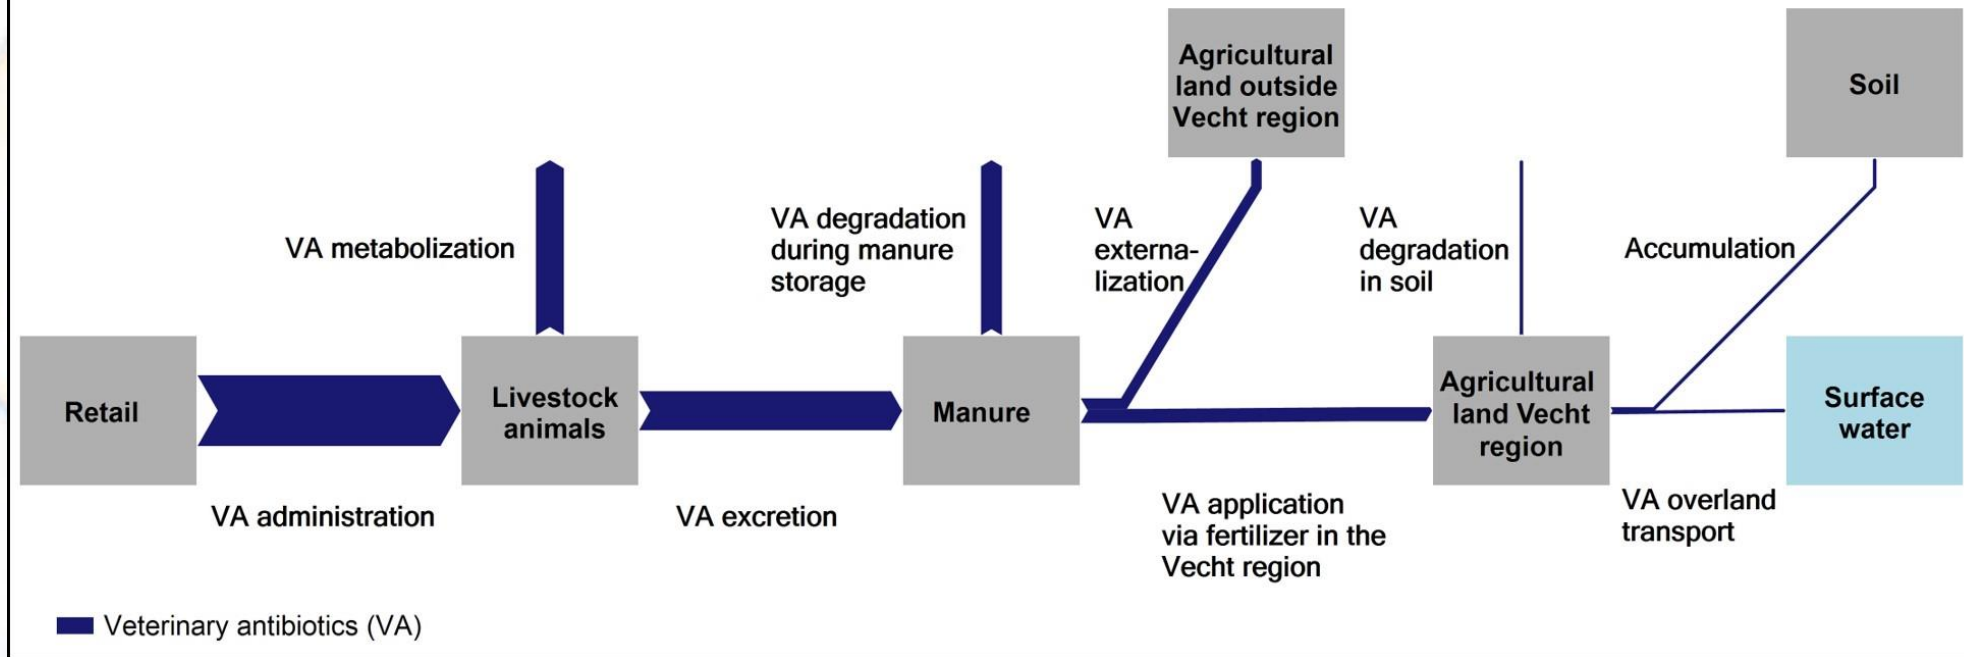 Agricultural
land outside
Vecht region
Soil
VA metabolization
VA degradation
during manure
storage
VA
externa-
lization
VA
degradation
in soil
Accumulation
Retail
Livestock
animals
Manure
Agricultural
land Vecht
region
Surface
water
VA administration
VA excretion
VA application
via fertilizer in the
Vecht region
VA overland
transport
Veterinary antibiotics (VA)